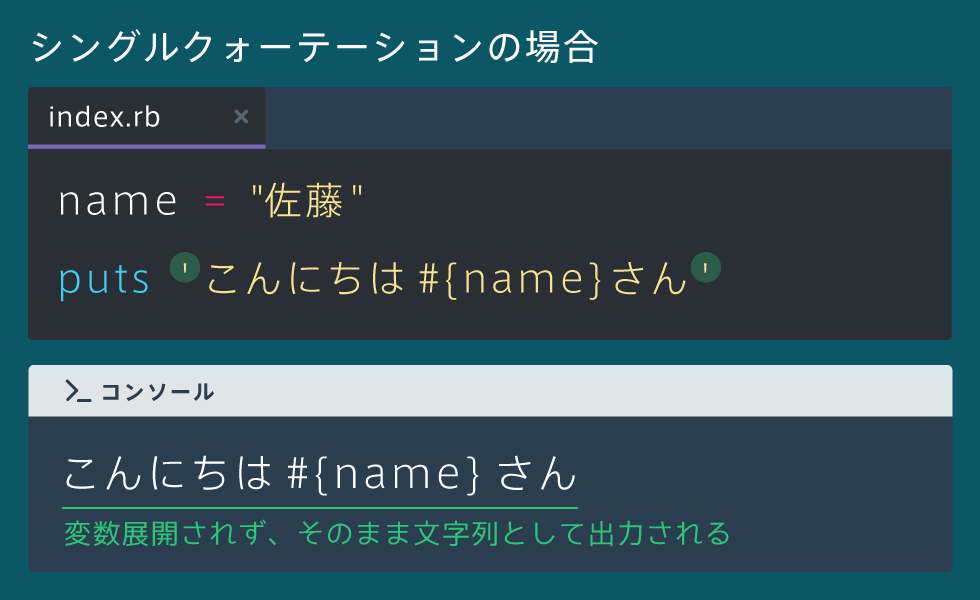 シングルクォーテーションの場合
index.rb ×
name = "佐藤"
puts 'こんにちは #{name}さん'
>_ コンソール
こんにちは #{name} さん
変数展開されず、そのまま文字列として出力される